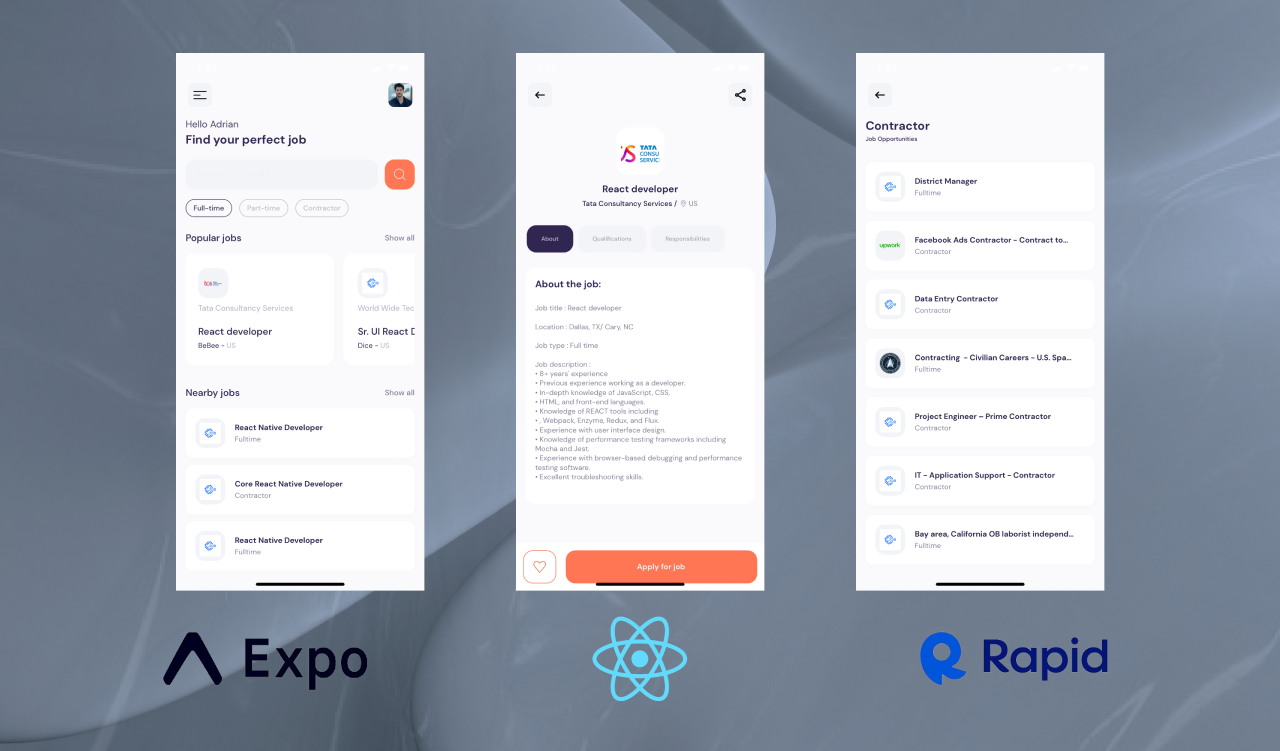 Hello Adrian
Find your perfect job
Full-time
Part-time
Contractor
Popular jobs
Show all
Tata Consultancy Services
React developer
BeBee - US
World Wide Tec
Sr. UI React D
Dice - US
Nearby jobs
Show all
React Native Developer
Fulltime
Core React Native Developer
Contractor
React Native Developer
Fulltime
TATA
CONSU
SERVIC
React developer
Tata Consultancy Services / US
About
Qualifications
Responsibilities
About the job:
Job title : React developer
Location : Dallas, TX/ Cary, NC
Job type : Full time
Job description :
• 8+ years' experience
• Previous experience working as a developer.
• In-depth knowledge of JavaScript, CSS.
• HTML, and front-end languages.
• Knowledge of REACT tools including
• , Webpack, Enzyme, Redux, and Flux.
• Experience with user interface design.
• Knowledge of performance testing frameworks including
Mocha and Jest.
• Experience with browser-based debugging and performance
testing software.
• Excellent troubleshooting skills.
Apply for job
Contractor
Job Opportunities
District Manager
Fulltime
upwork
Facebook Ads Contractor - Contract to...
Contractor
Data Entry Contractor
Contractor
Contracting - Civilian Careers - U.S. Spa...
Fulltime
Project Engineer – Prime Contractor
Contractor
IT - Application Support - Contractor
Contractor
Bay area, California OB laborist independ...
Fulltime
Expo
Rapid